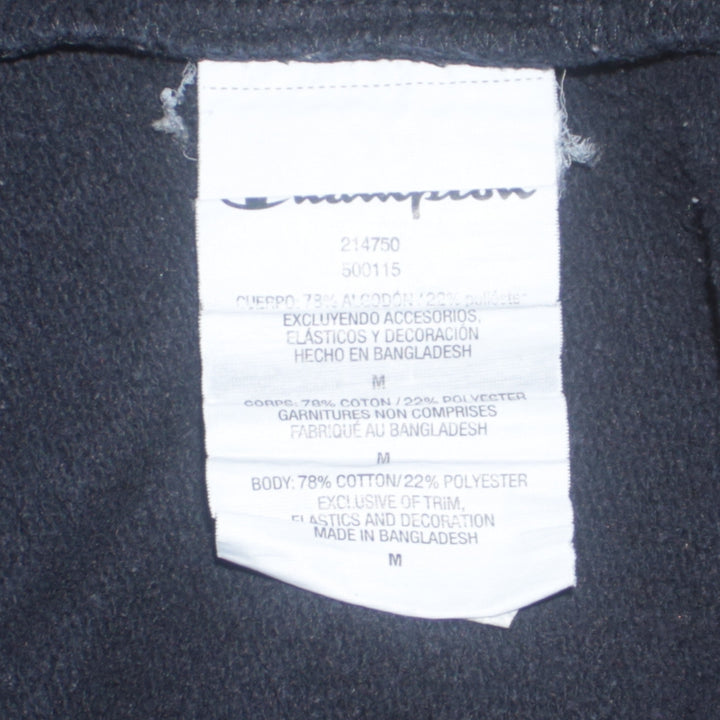 Champion
214750
500115
CUERPO: 78% ALGODÓN / 22% poliéster
EXCLUYENDO ACCESORIOS,
ELÁSTICOS Y DECORACIÓN
HECHO EN BANGLADESH
M
CORPS: 78% COTON / 22% POLYESTER
GARNITURES NON COMPRISES
FABRIQUÉ AU BANGLADESH
M
BODY: 78% COTTON/22% POLYESTER
EXCLUSIVE OF TRIM,
ELASTICS AND DECORATION
MADE IN BANGLADESH
M